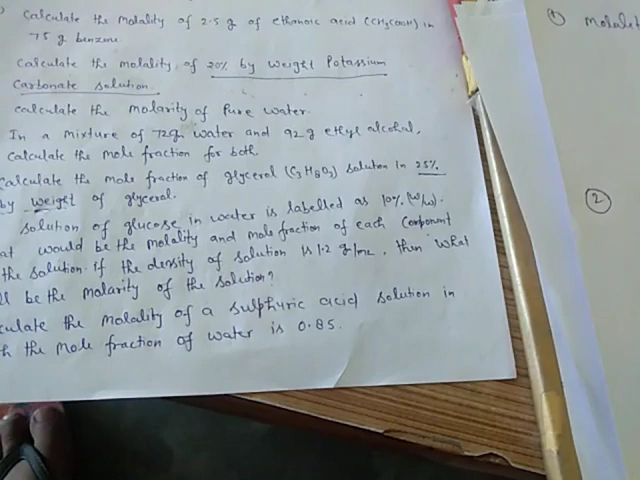 Calculate the molality of 2.5 g of ethanoic acid (CH3COOH) in
75 g benzene
Calculate the molality of 20% by weight Potassium
Carbonate solution
Calculate the molarity of Pure water.
In a mixture of 72gm water and 92 g ethyl alcohol,
Calculate the mole fraction for both.
Calculate the mole fraction of glycerol (C3H8O3) solution in 25%
by weight of glycerol.
solution of glucose in water is labelled as 10% (w/w).
at would be the molality and mole fraction of each component
the solution. if the density of solution is 1.2 g/mL, then what
ll be the molarity of the solution?
culate the molality of a sulphuric acid solution in
h the mole fraction of water is 0.85.
①
②